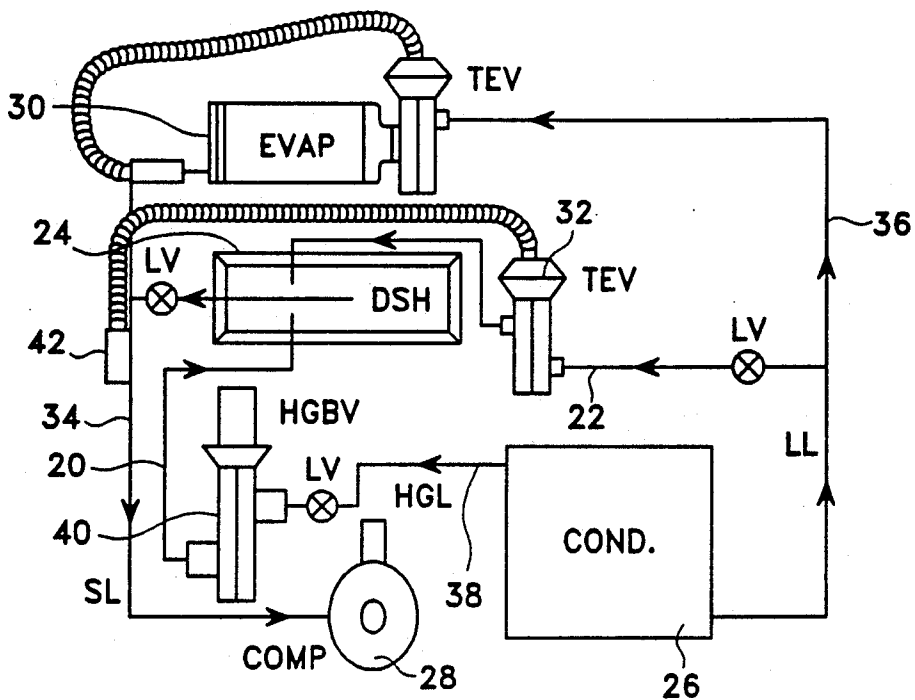 TEV
30
EVAP
24
32
36
LV
DSH
TEV
42
LV
34
HGBV
22
20
LV
LL
HGL
40
COND.
38
SL
COMP
28
26